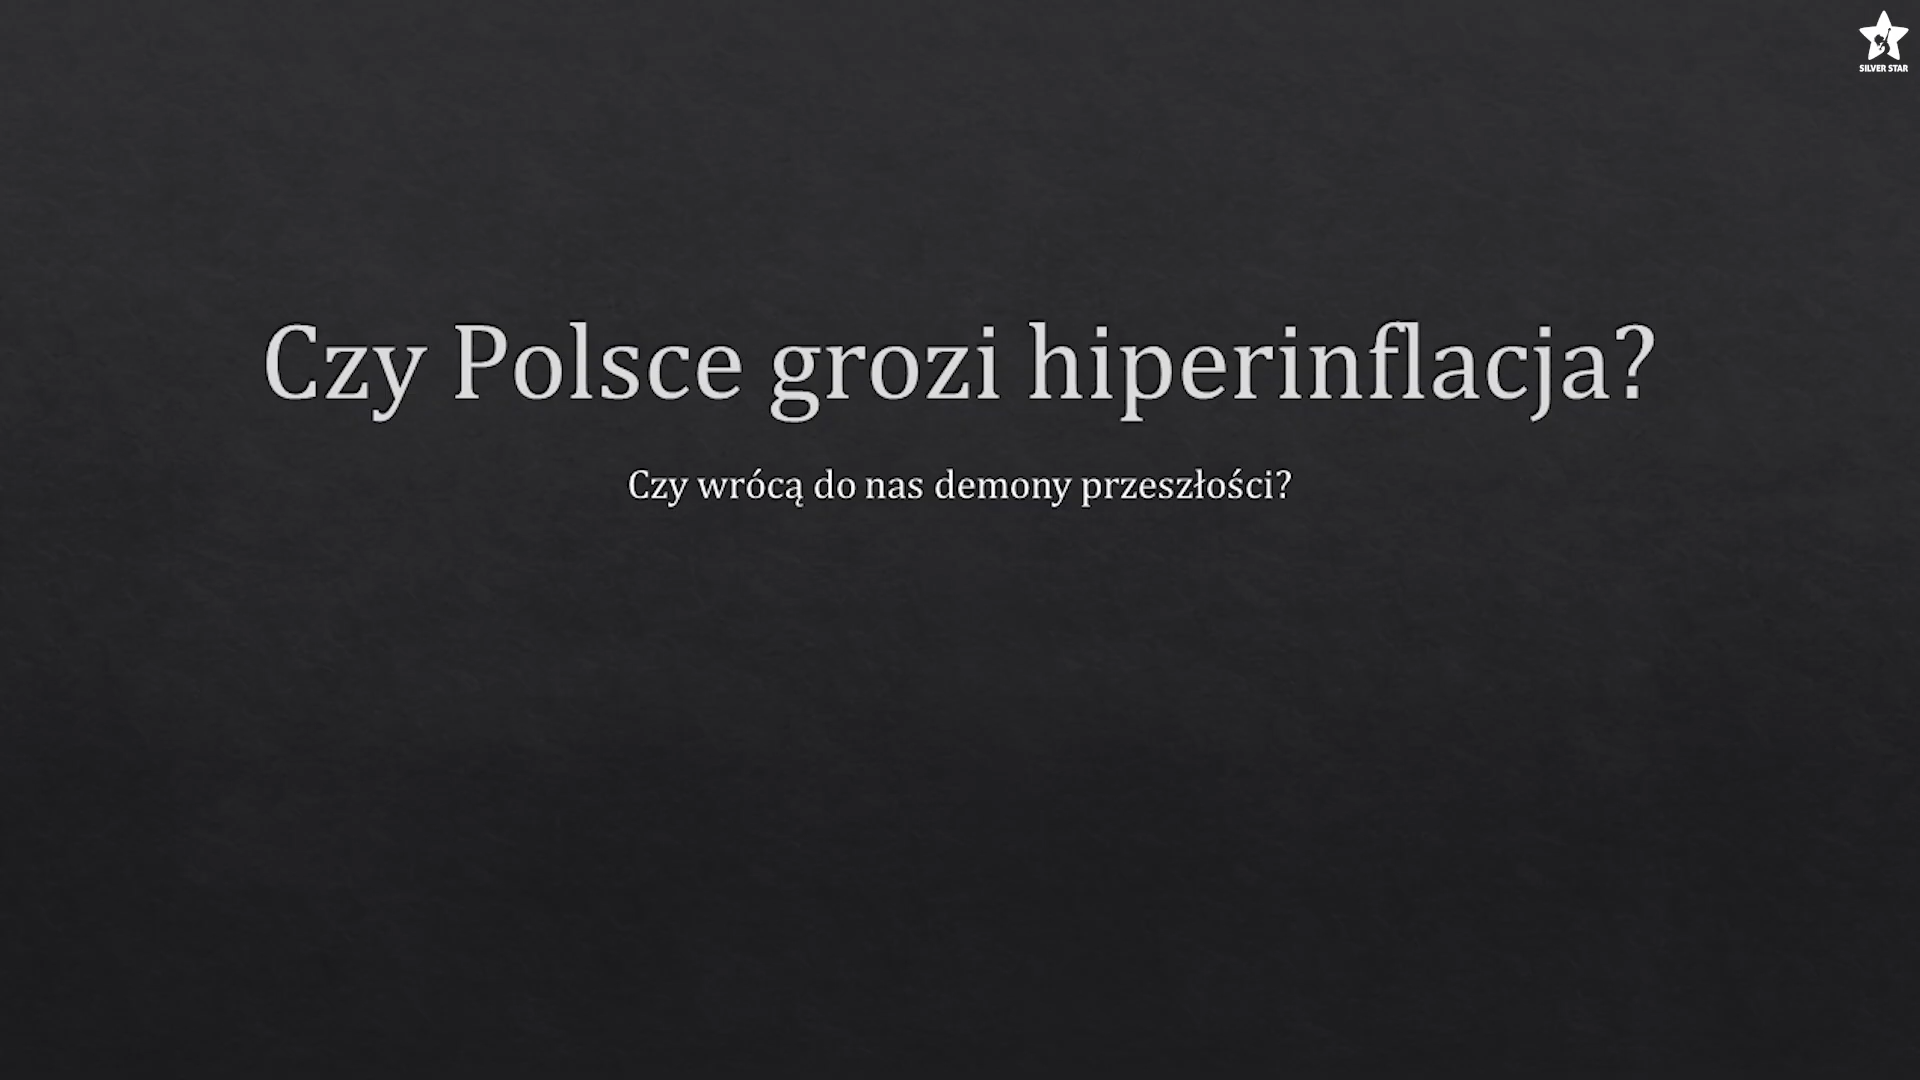 SILVER STAR
Czy Polsce grozi hiperinflacja?
Czy wrócą do nas demony przeszłości?